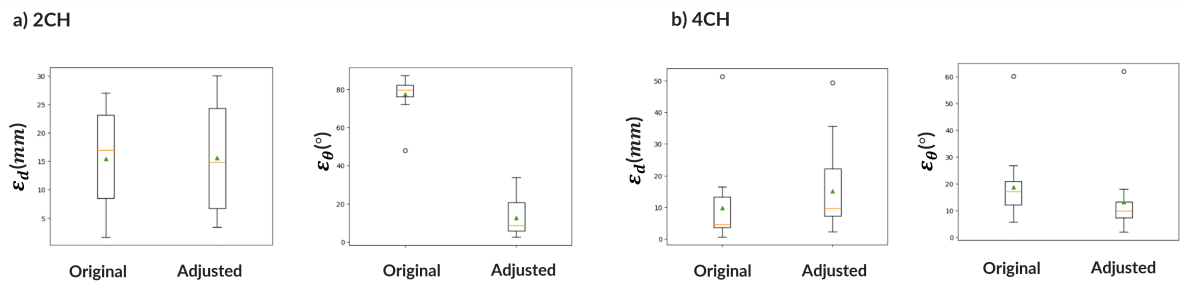 a) 2CH
b) 4CH
ε_d(mm)
30
25
20
15
10
5
Original
Adjusted
ε_θ(°)
80
60
40
20
0
Original
Adjusted
ε_d(mm)
50
40
30
20
10
0
Original
Adjusted
ε_θ(°)
60
50
40
30
20
10
0
Original
Adjusted